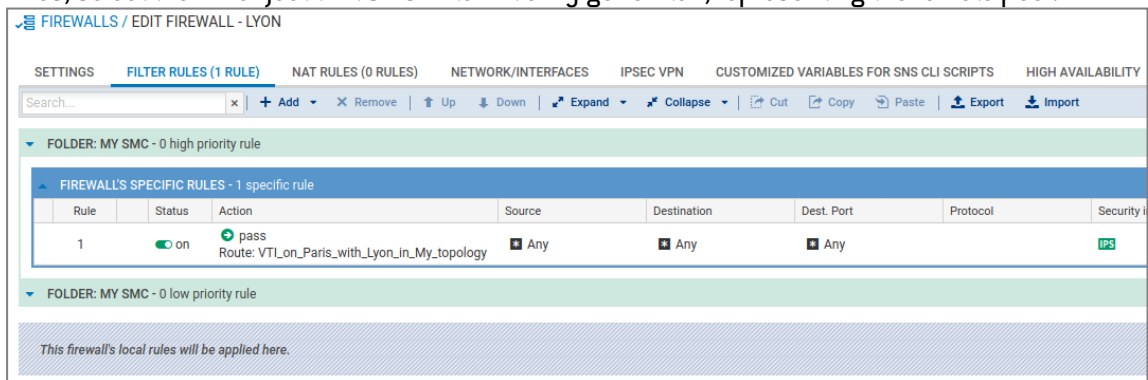 FIREWALLS / EDIT FIREWALL - LYON
SETTINGS FILTER RULES (1 RULE) NAT RULES (0 RULES) NETWORK/INTERFACES IPSEC VPN CUSTOMIZED VARIABLES FOR SNS CLI SCRIPTS HIGH AVAILABILITY
Search... x + Add Remove Up Down Expand Collapse Cut Copy Paste Export Import
FOLDER: MY SMC - 0 high priority rule
FIREWALL'S SPECIFIC RULES - 1 specific rule
Rule Status Action Source Destination Dest. Port Protocol Security i
1 on pass Any Any Any IPS
Route: VTI_on_Paris_with_Lyon_in_My_topology
FOLDER: MY SMC - 0 low priority rule
This firewall's local rules will be applied here.